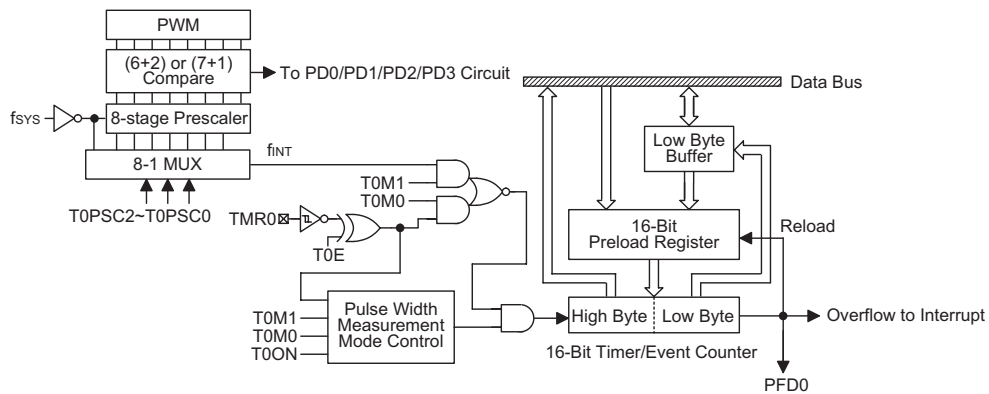 PWM
(6+2) or (7+1)
Compare
To PD0/PD1/PD2/PD3 Circuit
fSYS
8-stage Prescaler
8-1 MUX
fINT
T0PSC2~T0PSC0
T0M1
T0M0
TMR0
T0E
T0M1
T0M0
T0ON
Pulse Width
Measurement
Mode Control
Data Bus
Low Byte
Buffer
16-Bit
Preload Register
Reload
High Byte
Low Byte
Overflow to Interrupt
16-Bit Timer/Event Counter
PFD0